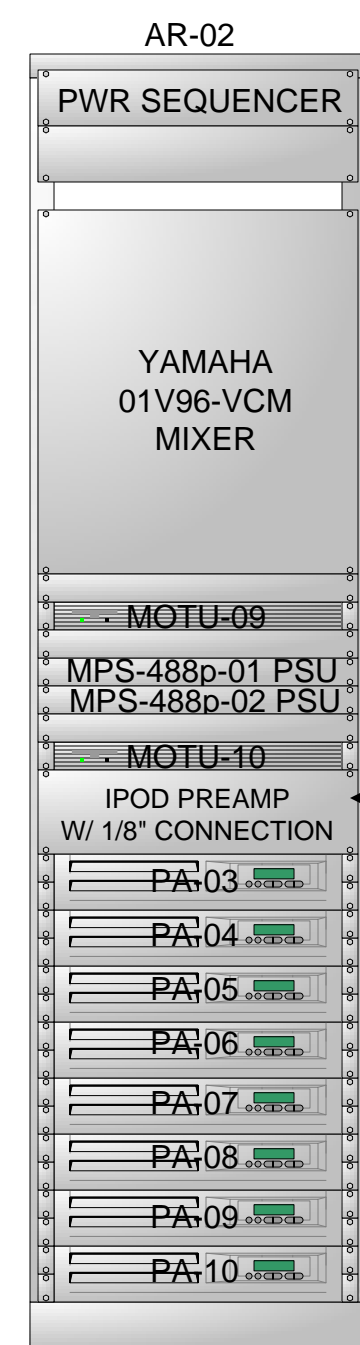 AR-02
PWR SEQUENCER
YAMAHA
01V96-VCM
MIXER
MOTU-09
MPS-488p-01 PSU
MPS-488p-02 PSU
MOTU-10
IPOD PREAMP
W/ 1/8" CONNECTION
PA-03
PA-04
PA-05
PA-06
PA-07
PA-08
PA-09
PA-10